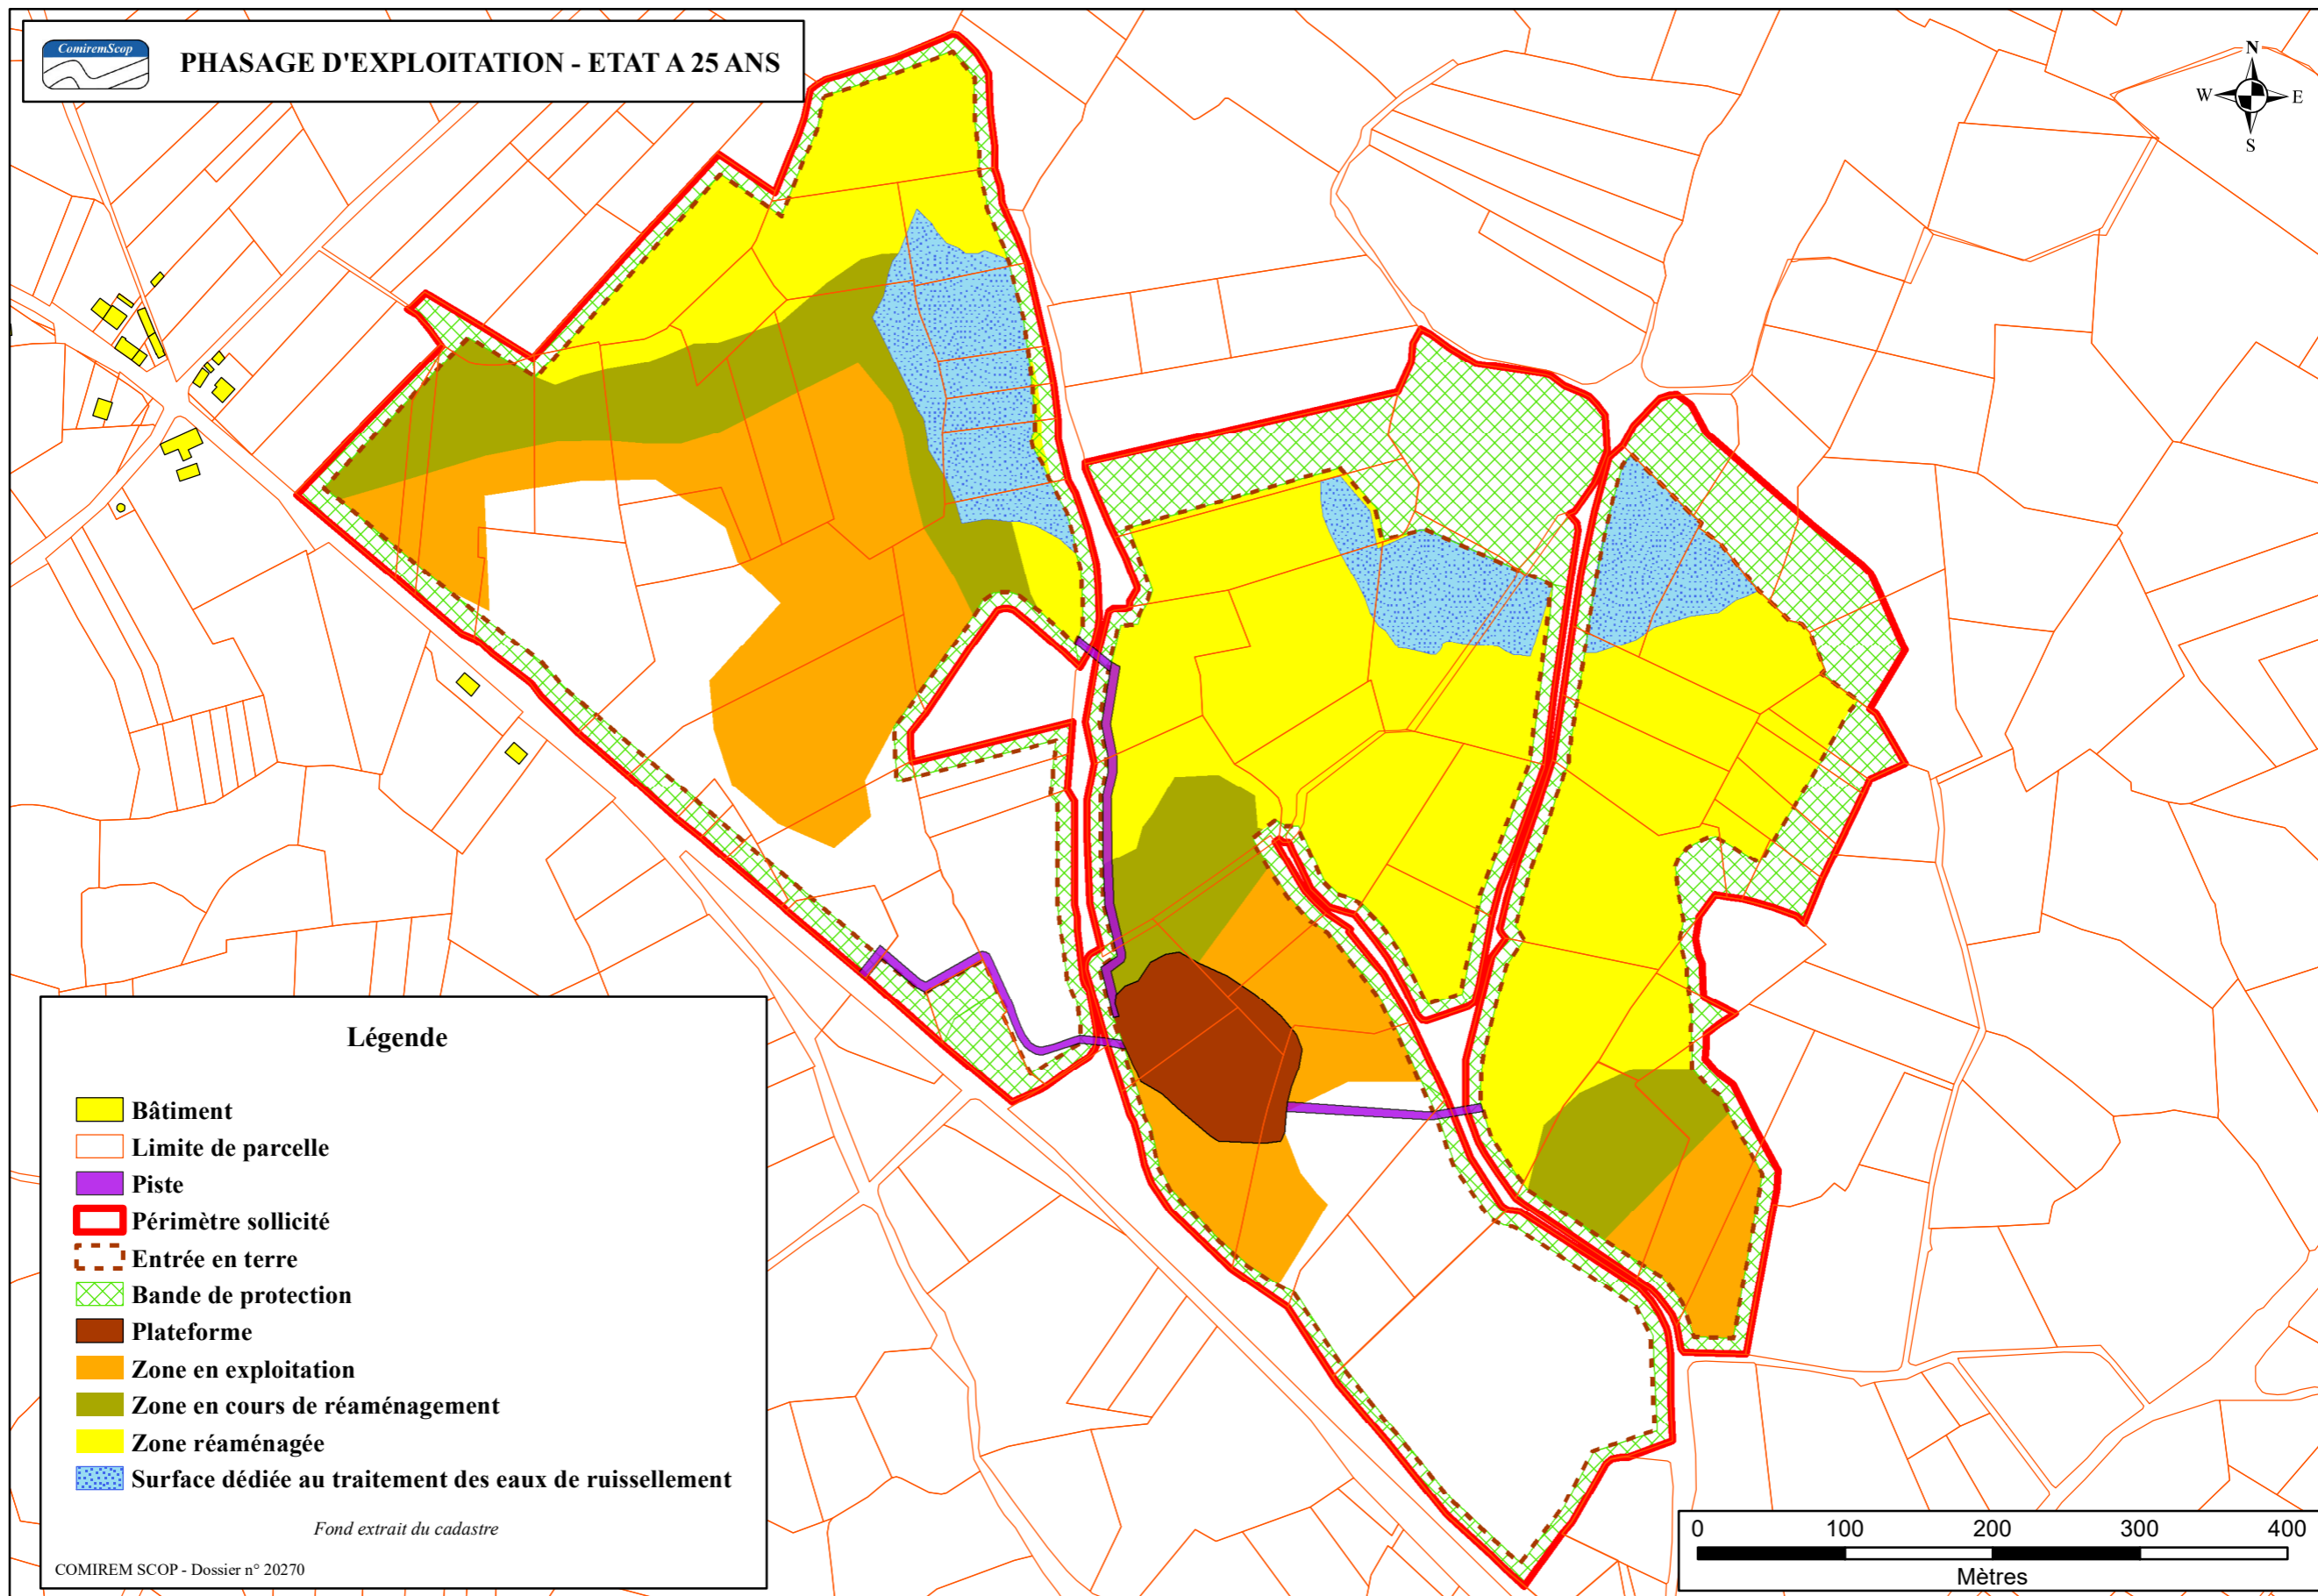 ComiremScop
PHASAGE D'EXPLOITATION - ETAT A 25 ANS
N
W E
S
Légende
Bâtiment
Limite de parcelle
Piste
Périmètre sollicité
Entrée en terre
Bande de protection
Plateforme
Zone en exploitation
Zone en cours de réaménagement
Zone réaménagée
Surface dédiée au traitement des eaux de ruissellement
Fond extrait du cadastre
COMIREM SCOP - Dossier n° 20270
0 100 200 300 400
Mètres